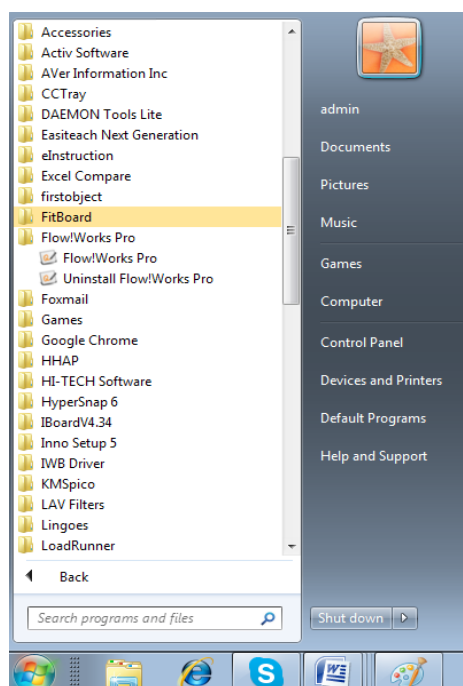 Accessories
Activ Software
AVer Information Inc
CCTray
DAEMON Tools Lite
Easiteach Next Generation
eInstruction
Excel Compare
firstobject
FitBoard
Flow!Works Pro
Flow!Works Pro
Uninstall Flow!Works Pro
Foxmail
Games
Google Chrome
HHAP
HI-TECH Software
HyperSnap 6
IBoardV4.34
Inno Setup 5
IWB Driver
KMSpico
LAV Filters
Lingoes
LoadRunner
Back
Search programs and files
admin
Documents
Pictures
Music
Games
Computer
Control Panel
Devices and Printers
Default Programs
Help and Support
Shut down